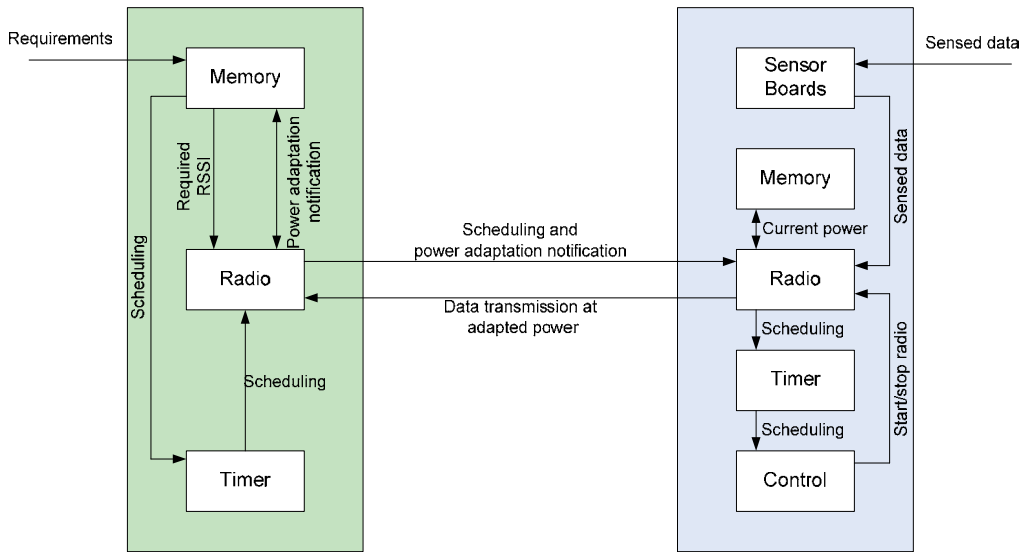 Requirements
Memory
Required
RSSI
Power adaptation
notification
Scheduling
Radio
Scheduling
Timer
Scheduling and
power adaptation notification
Data transmission at
adapted power
Sensed data
Sensor
Boards
Sensed data
Memory
Current power
Radio
Scheduling
Timer
Start/stop radio
Scheduling
Control